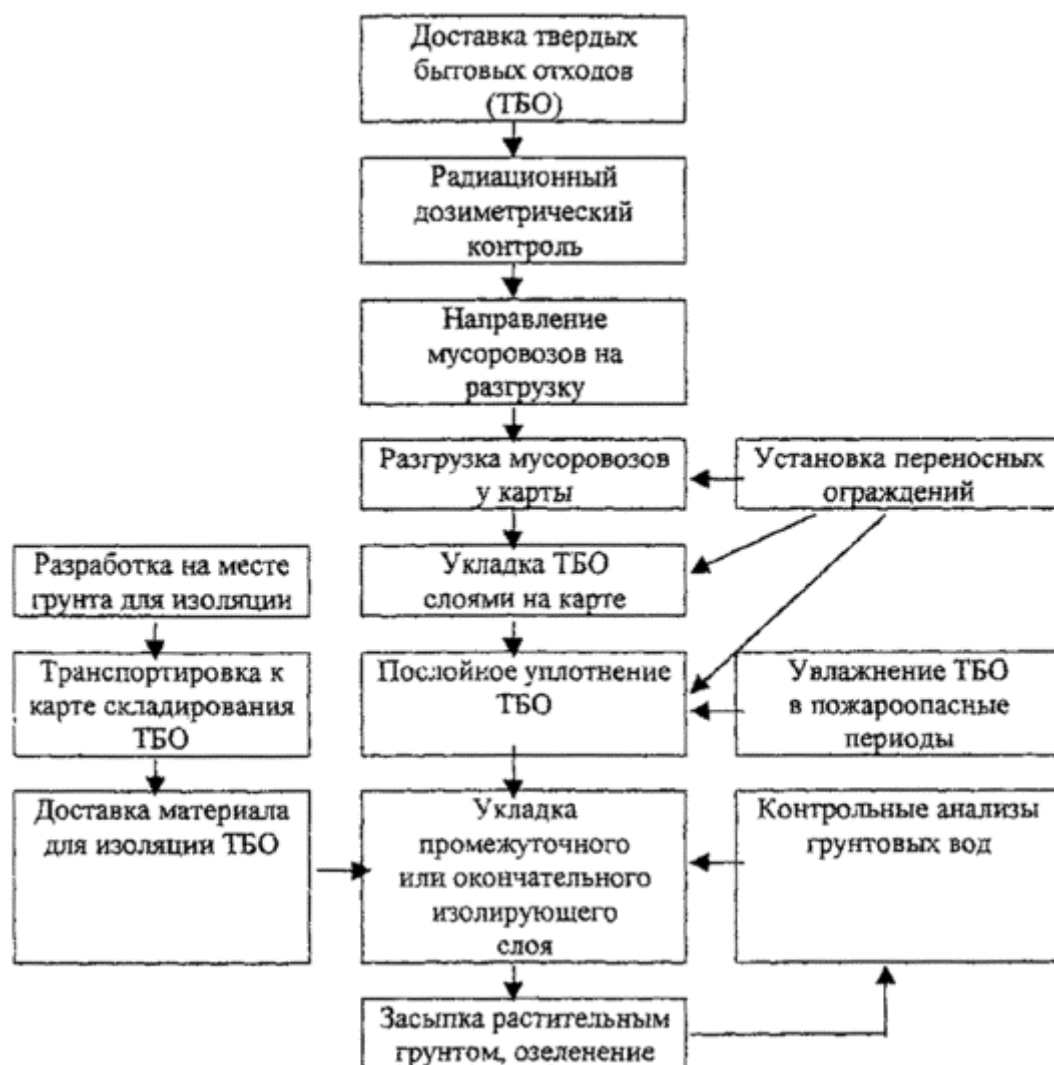 Доставка твердых
бытовых отходов
(ТБО)
Радиационный
дозиметрический
контроль
Направление
мусоровозов на
разгрузку
Разгрузка мусоровозов
у карты
Установка переносных
ограждений
Разработка на месте
грунта для изоляции
Укладка ТБО
слоями на карте
Транспортировка к
карте складирования
ТБО
Послойное уплотнение
ТБО
Увлажнение ТБО
в пожароопасные
периоды
Доставка материала
для изоляции ТБО
Укладка
промежуточного
или окончательного
изолирующего
слоя
Контрольные анализы
грунтовых вод
Засыпка растительным
грунтом, озеленение